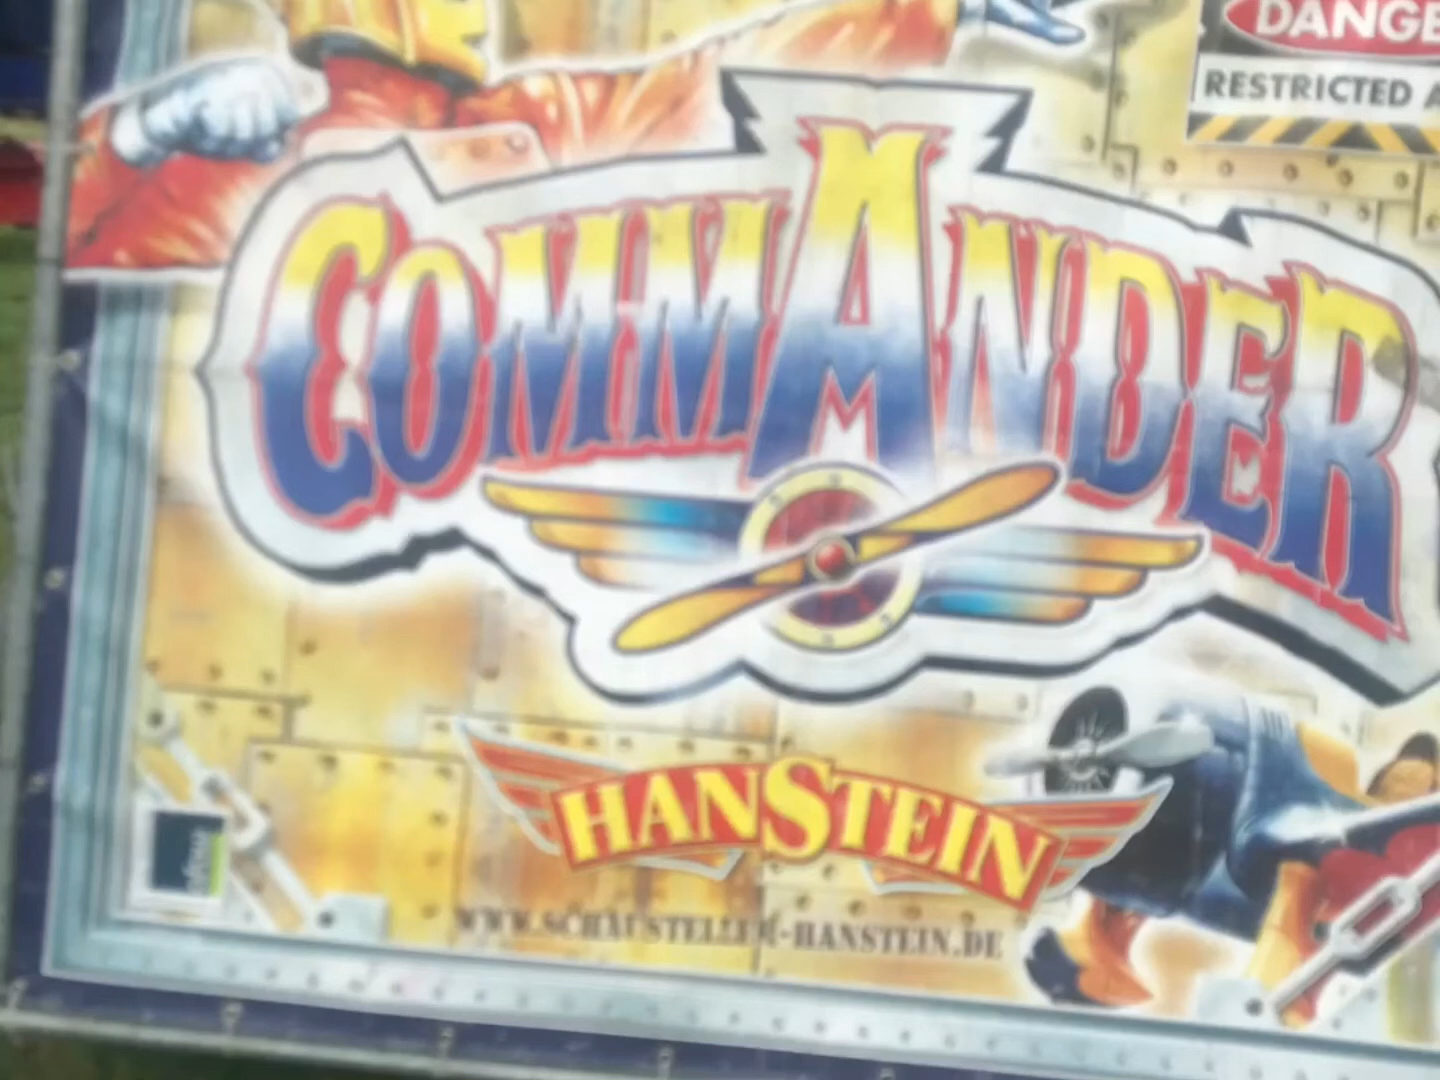 DANGE
RESTRICTED A
COMMANDER
HANSTEIN
WWW.SCHAUSTELLER-HANSTEIN.DE